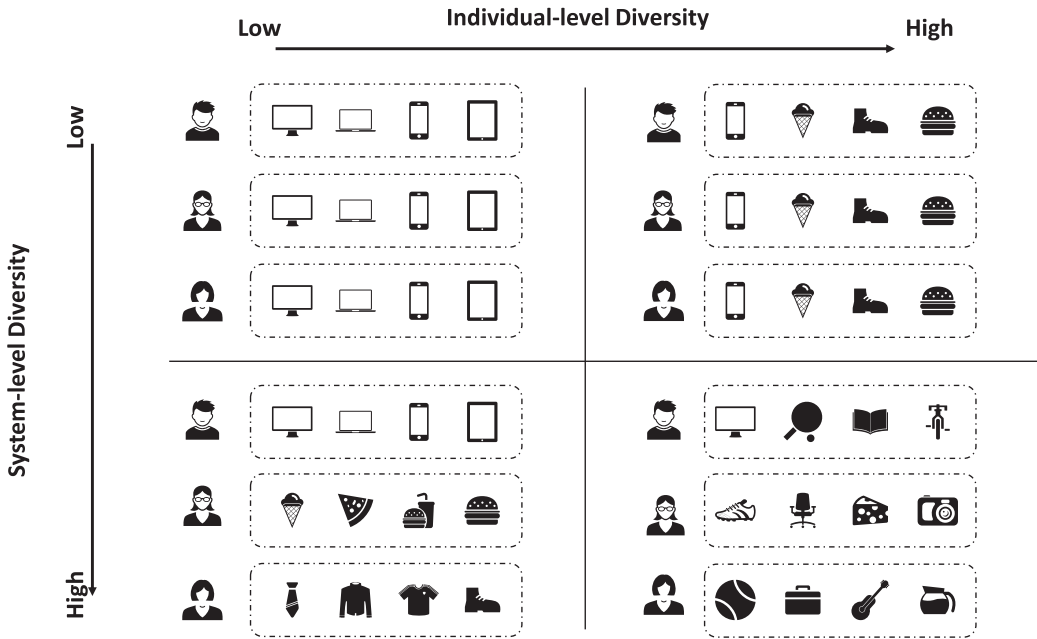 Individual-level Diversity
Low
High
Low
System-level Diversity
High